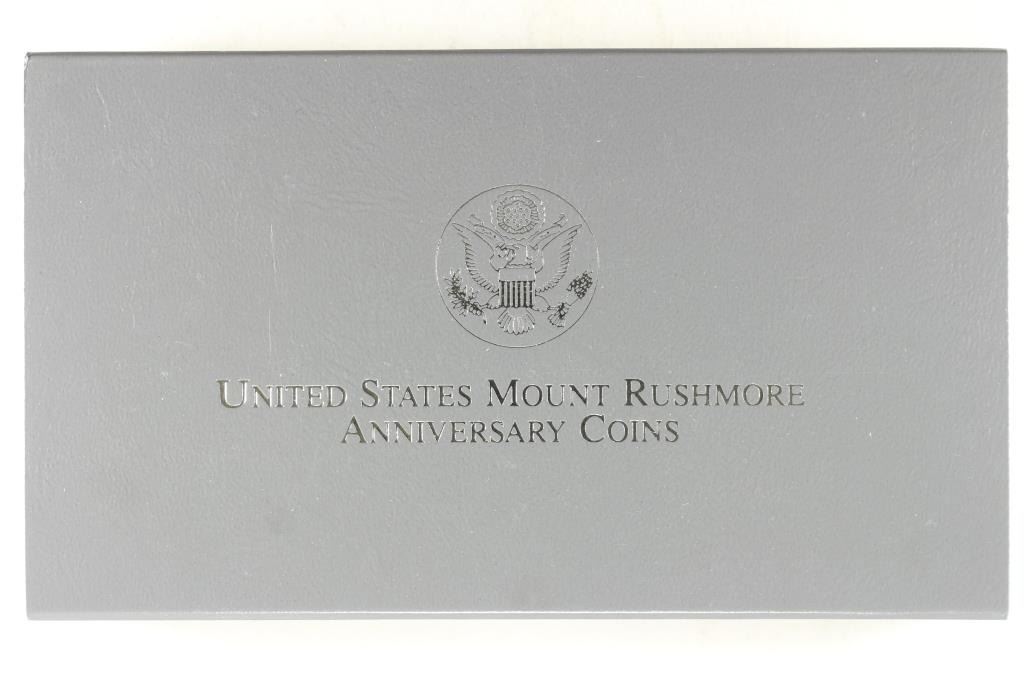 UNITED STATES MOUNT RUSHMORE
ANNIVERSARY COINS